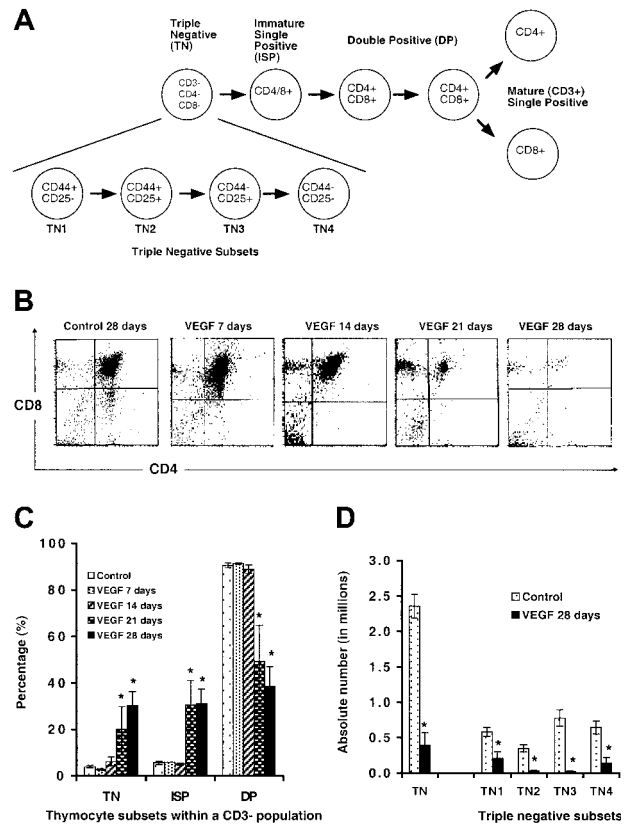 A
Triple
Negative
(TN)
Immature
Single
Positive
(ISP)
Double Positive (DP)
CD3-
CD4-
CD8-
CD4/8+
CD4+
CD8+
CD4+
CD8+
CD4+
Mature (CD3+)
Single Positive
CD8+
CD44+
CD25-
CD44+
CD25+
CD44-
CD25+
CD44-
CD25-
TN1
TN2
TN3
TN4
Triple Negative Subsets
B
Control 28 days
VEGF 7 days
VEGF 14 days
VEGF 21 days
VEGF 28 days
CD8
CD4
C
Percentage (%)
100
80
60
40
20
0
Control
VEGF 7 days
VEGF 14 days
VEGF 21 days
VEGF 28 days
* * * * * *
TN ISP DP
Thymocyte subsets within a CD3- population
D
Absolute number (in millions)
3.0
2.5
2.0
1.5
1.0
0.5
0.0
Control
VEGF 28 days
* * * * *
TN TN1 TN2 TN3 TN4
Triple negative subsets